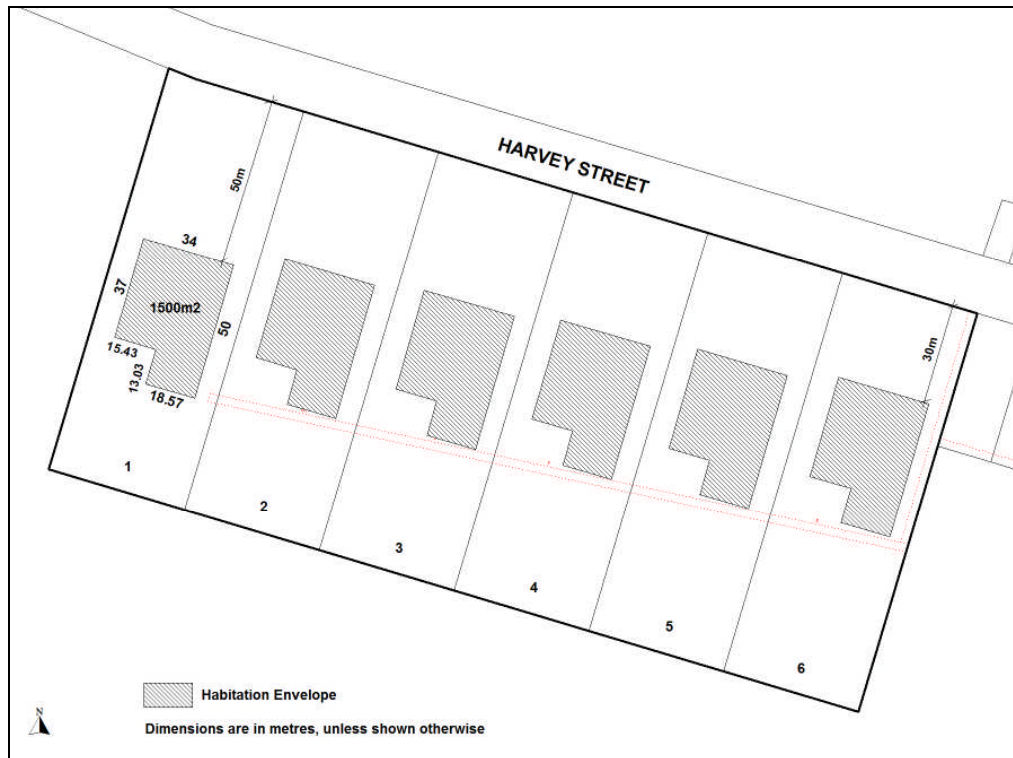 HARVEY STREET
50m
34
37
1500m2
50
15.43
13.03
18.57
30m
1
2
3
4
5
6
Habitation Envelope
N
Dimensions are in metres, unless shown otherwise